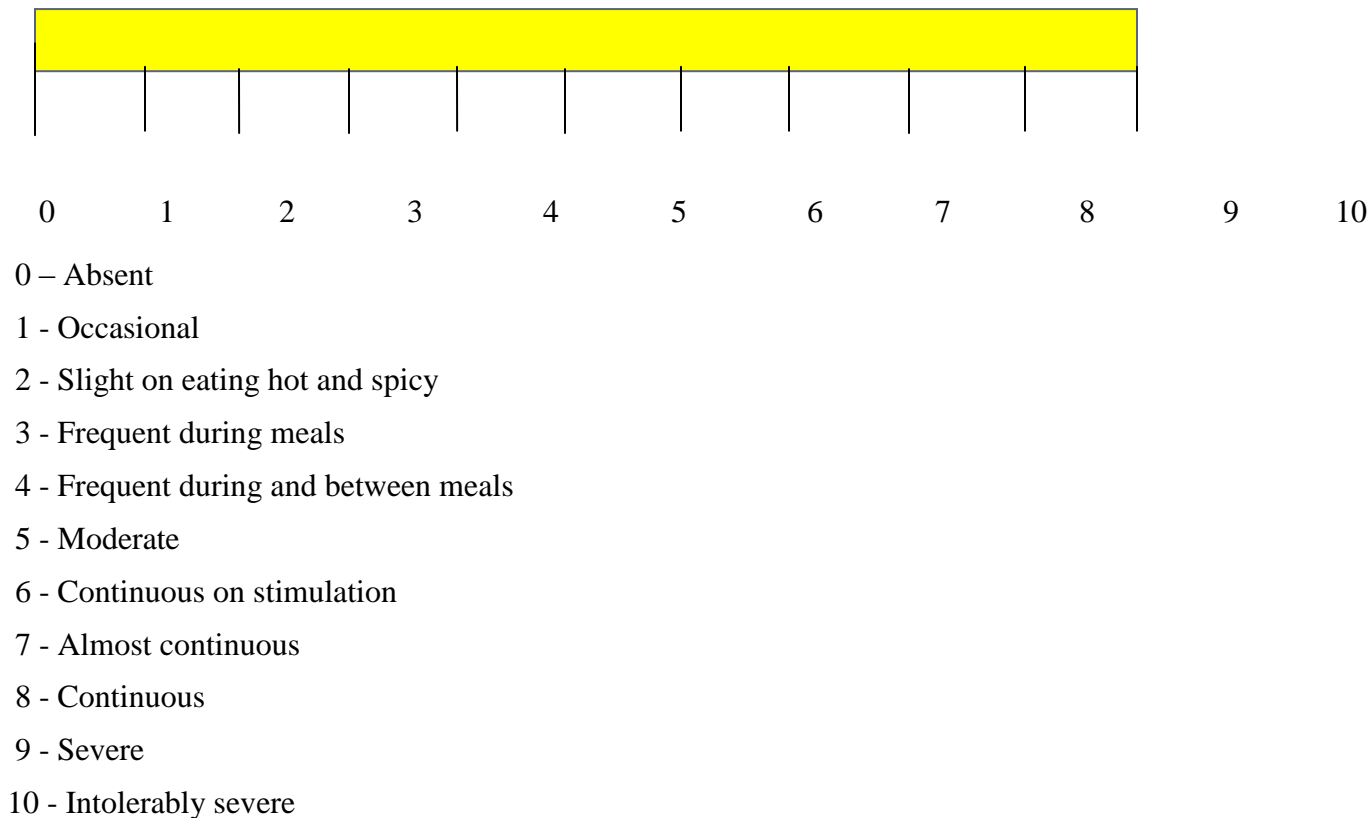 0 1 2 3 4 5 6 7 8 9 10
0 – Absent
1 - Occasional
2 - Slight on eating hot and spicy
3 - Frequent during meals
4 - Frequent during and between meals
5 - Moderate
6 - Continuous on stimulation
7 - Almost continuous
8 - Continuous
9 - Severe
10 - Intolerably severe